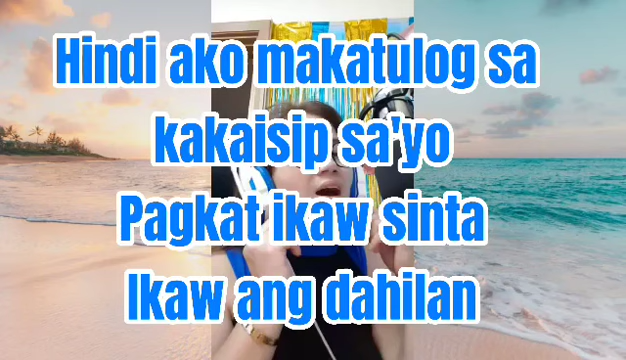 Hindi ako makatulog sa
kakaisip sa'yo
Pagkat ikaw sinta
Ikaw ang dahilan